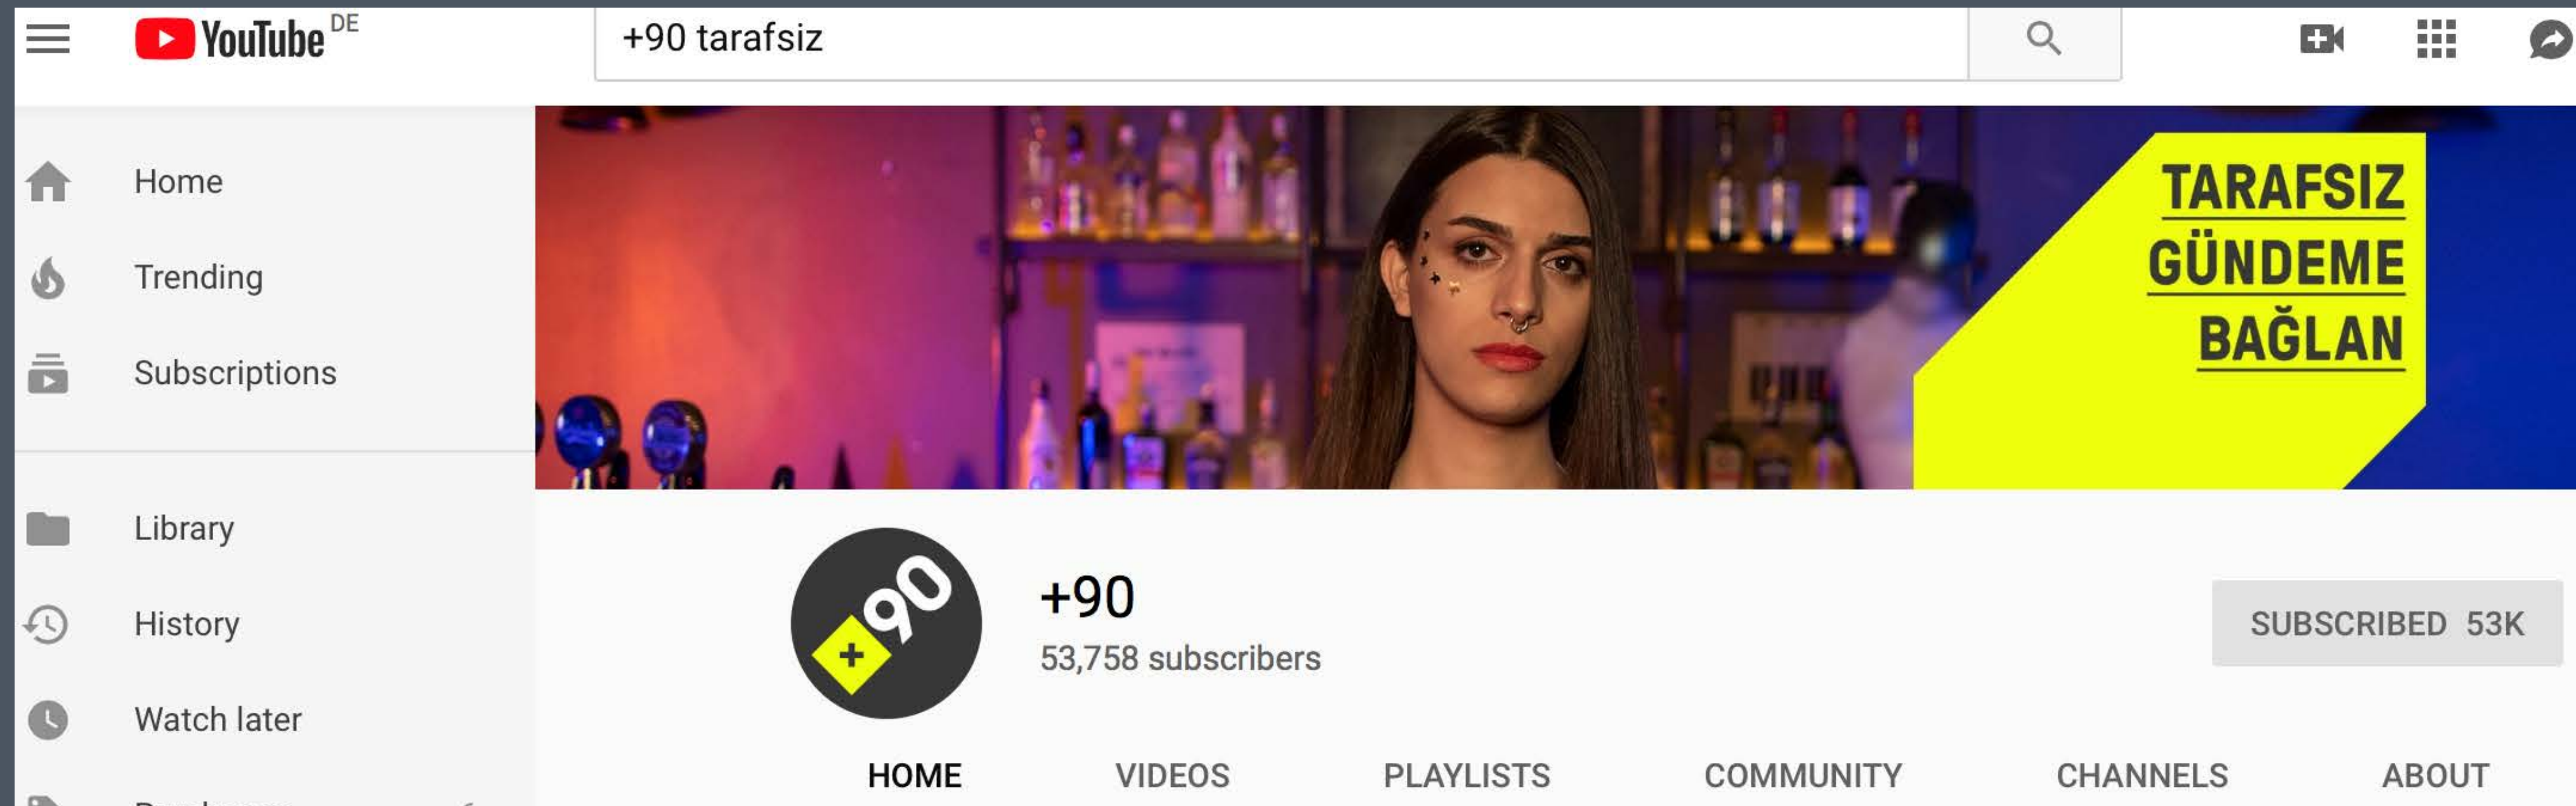 YouTube DE
+90 tarafsiz
Home
Trending
Subscriptions
Library
History
Watch later
TARAFSIZ
GÜNDEME
BAĞLAN
+90
+90
53,758 subscribers
SUBSCRIBED 53K
HOME VIDEOS PLAYLISTS COMMUNITY CHANNELS ABOUT